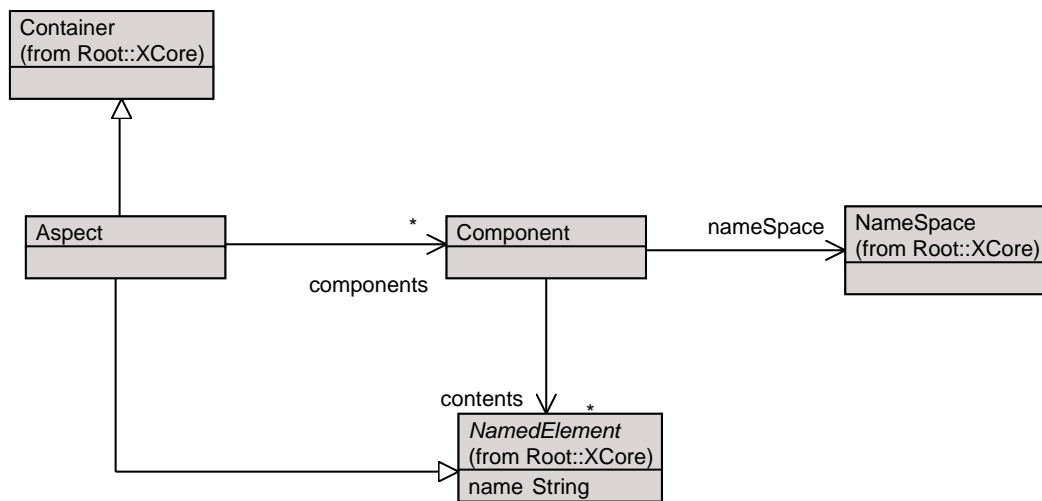 Container
(from Root::XCore)
Aspect
*
components
Component
nameSpace
NameSpace
(from Root::XCore)
contents
*
NamedElement
(from Root::XCore)
name String